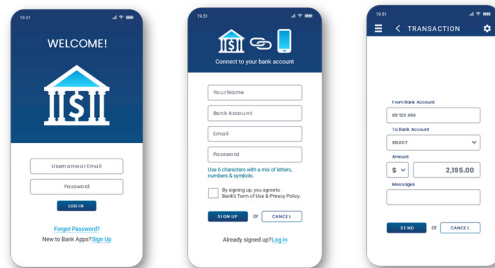 19.51
WELCOME!
Username or Email
Password
LOG IN
Forgot Password?
New to Bank Apps? Sign Up
19.51
Connect to your bank account
Your Name
Bank Account
Email
Password
Use 6 characters with a mix of letters,
numbers & symbols.
By signing up, you agree to
Bank's Term of Use & Privacy Policy.
SIGN UP or CANCEL
Already signed up? Log in
19.51
< TRANSACTION
From Bank Account
00 123 456
To Bank Account
SELECT
Amount
$ 2,195.00
Messages
SEND or CANCEL